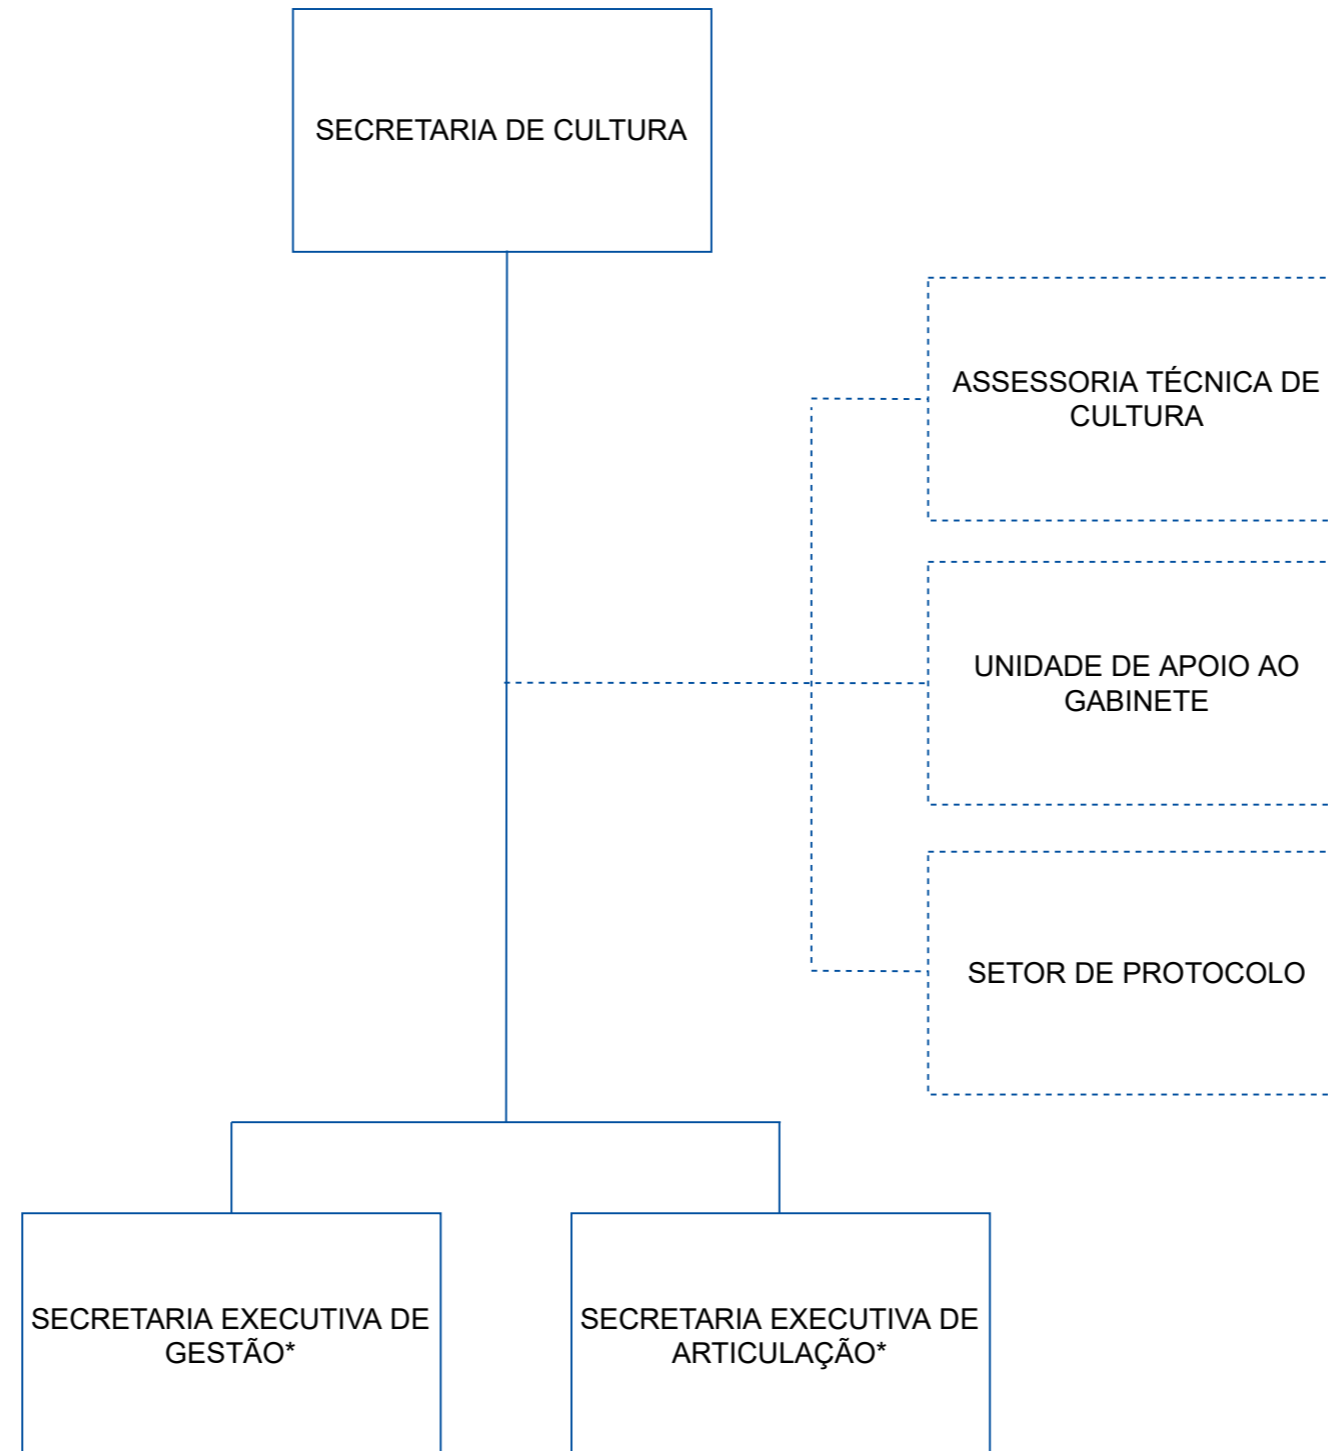 SECRETARIA DE CULTURA
ASSESSORIA TÉCNICA DE
CULTURA
UNIDADE DE APOIO AO
GABINETE
SETOR DE PROTOCOLO
SECRETARIA EXECUTIVA DE
GESTÃO*
SECRETARIA EXECUTIVA DE
ARTICULAÇÃO*